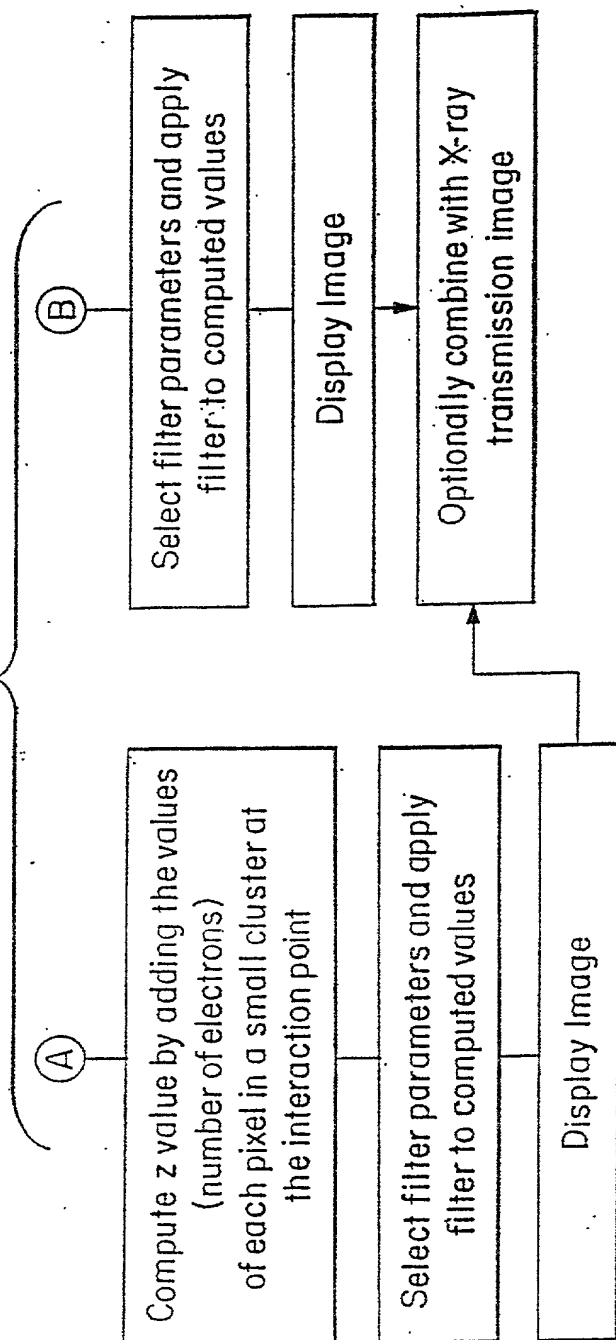 A
Compute z value by adding the values
(number of electrons)
of each pixel in a small cluster at
the interaction point
Select filter parameters and apply
filter to computed values
Display Image
B
Select filter parameters and apply
filter to computed values
Display Image
Optionally combine with X-ray
transmission image